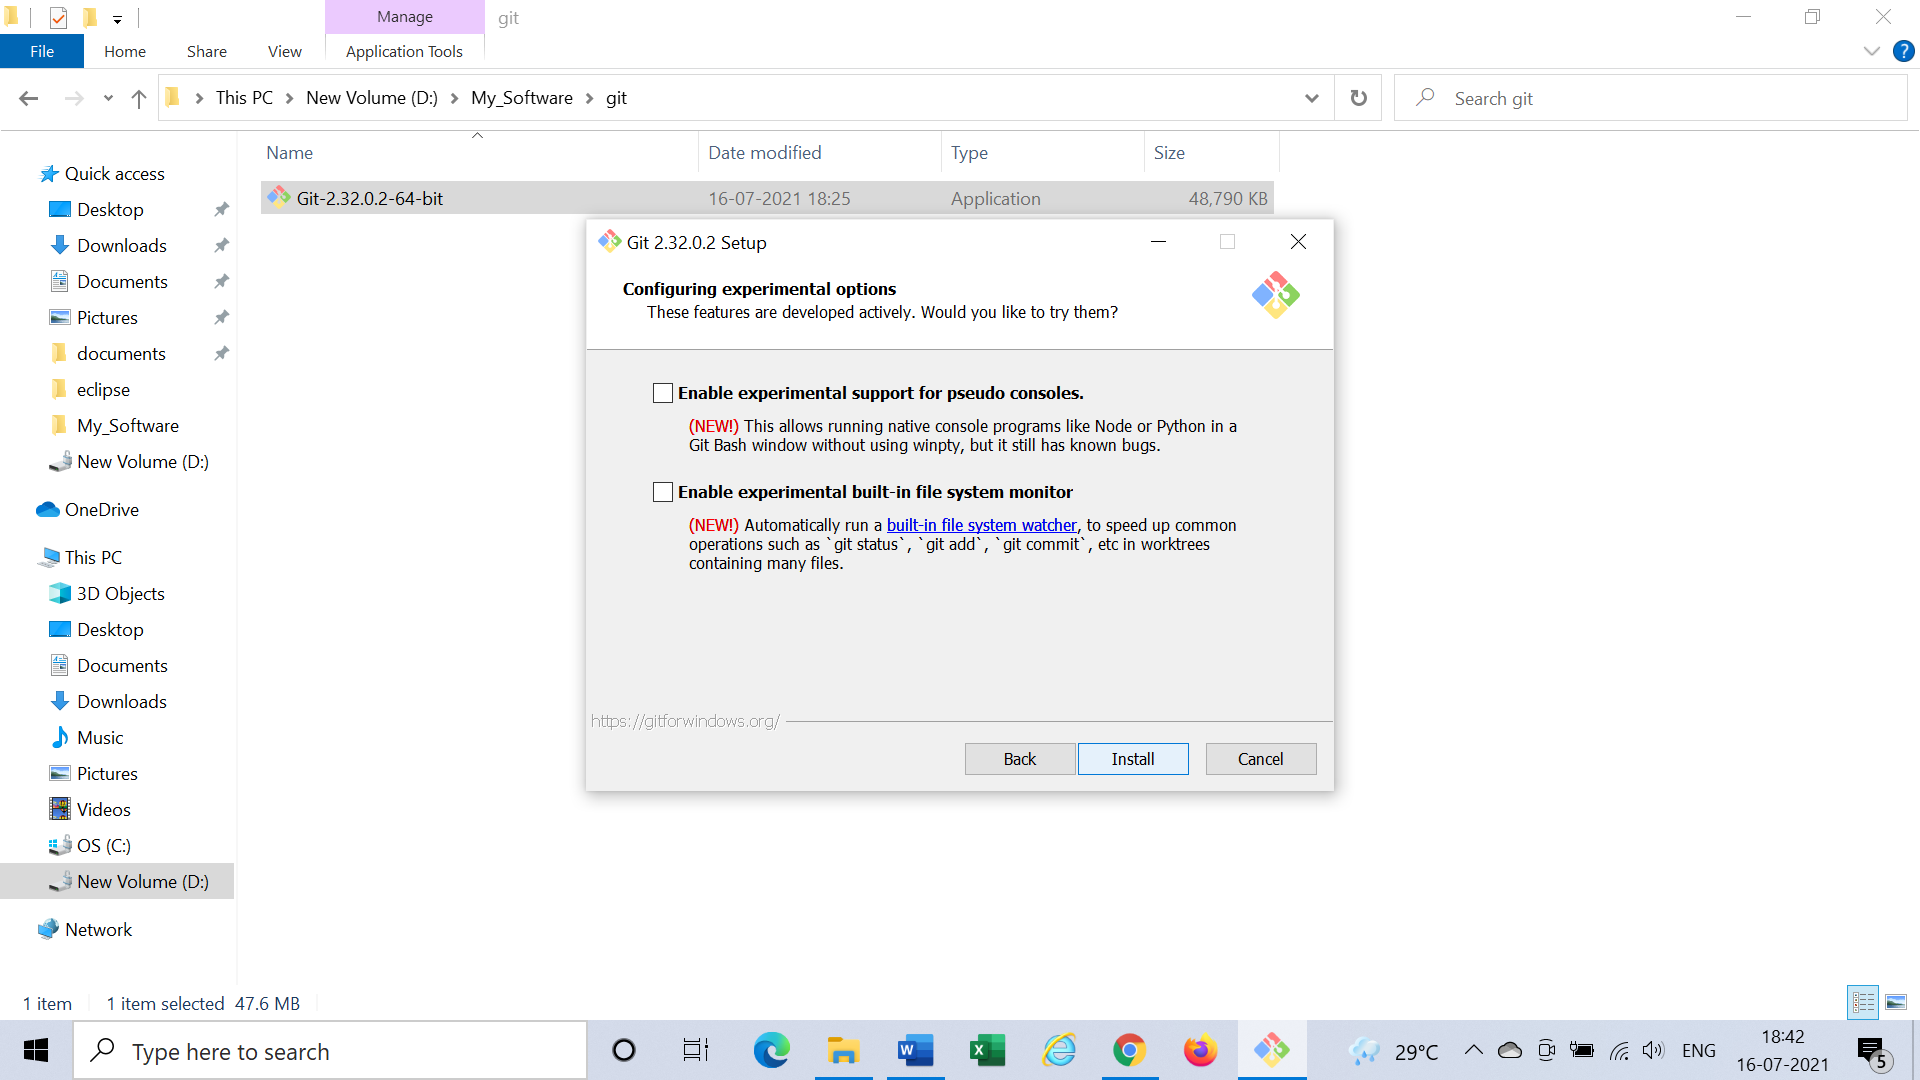 Manage
git
File
Home
Share
View
Application Tools
This PC
New Volume (D:)
My_Software
git
Search git
Name
Date modified
Type
Size
Git-2.32.0.2-64-bit
16-07-2021 18:25
Application
48,790 KB
Quick access
Desktop
Downloads
Documents
Pictures
documents
eclipse
My_Software
New Volume (D:)
OneDrive
This PC
3D Objects
Desktop
Documents
Downloads
Music
Pictures
Videos
OS (C:)
New Volume (D:)
Network
Git 2.32.0.2 Setup
Configuring experimental options
These features are developed actively. Would you like to try them?
Enable experimental support for pseudo consoles.
(NEW!) This allows running native console programs like Node or Python in a
Git Bash window without using winpty, but it still has known bugs.
Enable experimental built-in file system monitor
(NEW!) Automatically run a built-in file system watcher, to speed up common
operations such as `git status`, `git add`, `git commit`, etc in worktrees
containing many files.
https://gitforwindows.org/
Back
Install
Cancel
1 item
1 item selected 47.6 MB
Type here to search
29°C
ENG
18:42
16-07-2021
5